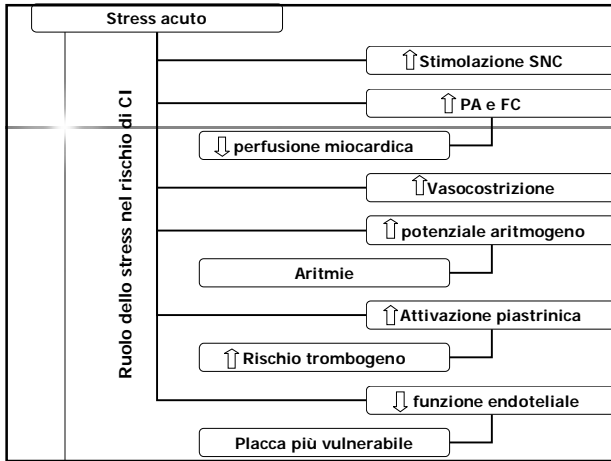 Stress acuto
Ruolo dello stress nel rischio di CI
⇧Stimolazione SNC
⇧ PA e FC
⇩ perfusione miocardica
⇧Vasocostrizione
⇧potenziale aritmogeno
Aritmie
⇧Attivazione piastrinica
⇧ Rischio trombogeno
⇩ funzione endoteliale
Placca più vulnerabile